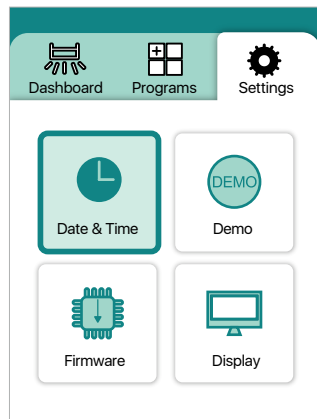 Dashboard Programs Settings
DEMO
Date & Time Demo
Firmware Display